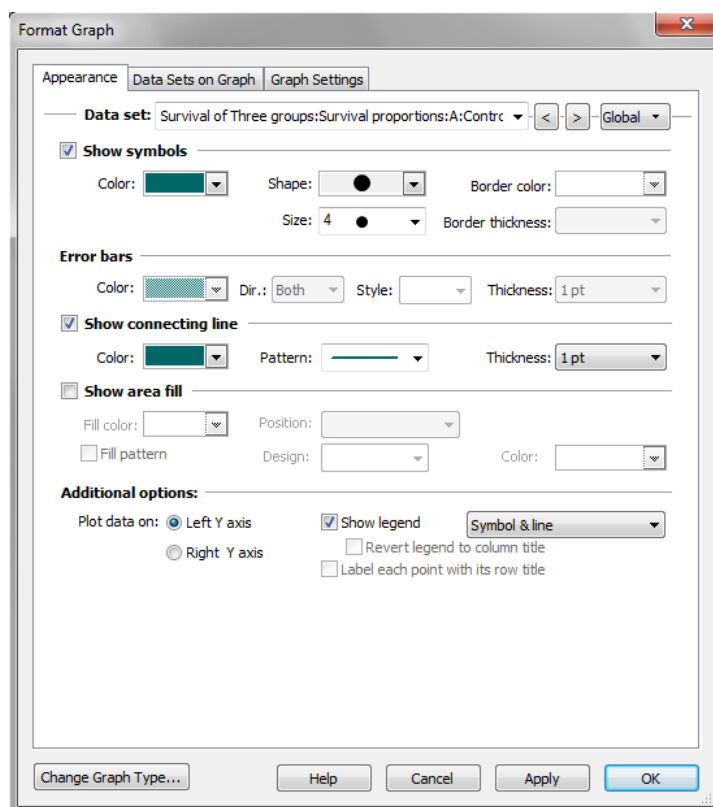 Format Graph
Appearance Data Sets on Graph Graph Settings
Data set: Survival of Three groups:Survival proportions:A:Contrc < > Global
Show symbols
Color: Shape: Border color:
Size: 4 Border thickness:
Error bars
Color: Dir.: Both Style: Thickness: 1 pt
Show connecting line
Color: Pattern: Thickness: 1 pt
Show area fill
Fill color: Position:
Fill pattern Design: Color:
Additional options:
Plot data on: Left Y axis Show legend Symbol & line
Right Y axis Revert legend to column title
Label each point with its row title
Change Graph Type... Help Cancel Apply OK